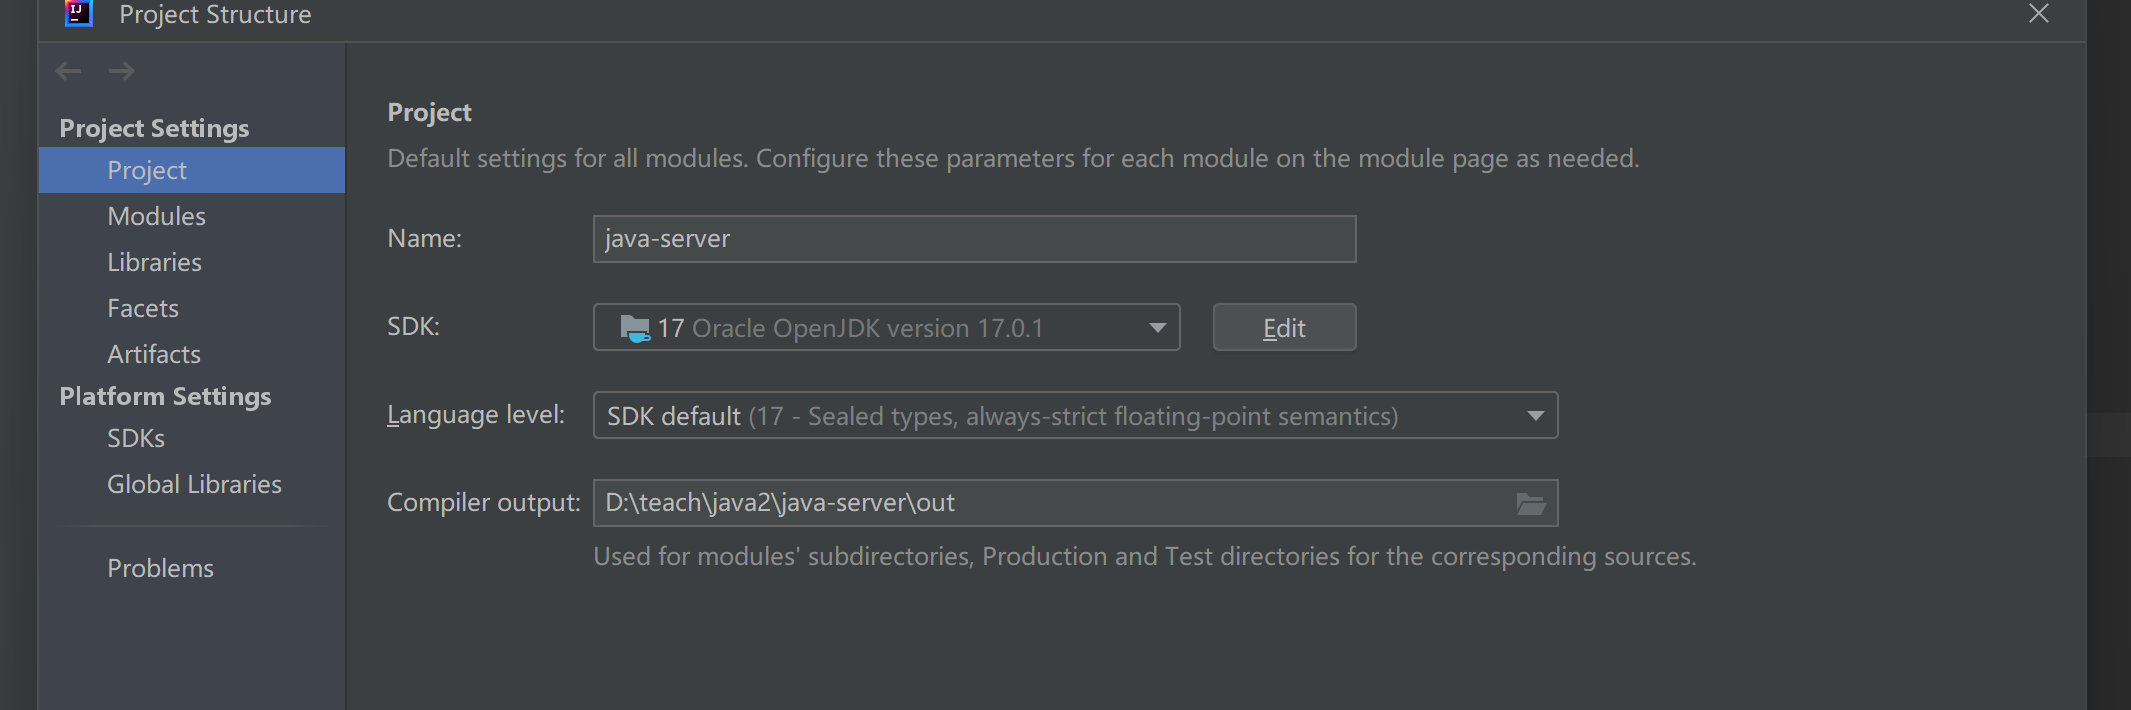 Project Structure
Project Settings
Project
Modules
Libraries
Facets
Artifacts
Platform Settings
SDKs
Global Libraries
Problems
Project
Default settings for all modules. Configure these parameters for each module on the module page as needed.
Name: java-server
SDK: 17 Oracle OpenJDK version 17.0.1 Edit
Language level: SDK default (17 - Sealed types, always-strict floating-point semantics)
Compiler output: D:\teach\java2\java-server\out
Used for modules' subdirectories, Production and Test directories for the corresponding sources.